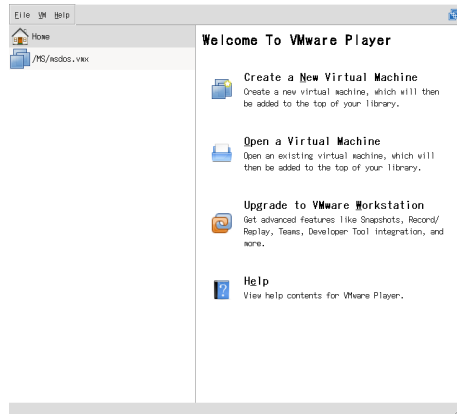 File VM Help
Home
/MS/msdos.vmx
Welcome To VMware Player
Create a New Virtual Machine
Create a new virtual machine, which will then
be added to the top of your library.
Open a Virtual Machine
Open an existing virtual machine, which will
then be added to the top of your library.
Upgrade to VMware Workstation
Get advanced features like Snapshots, Record/
Replay, Teams, Developer Tool integration, and
more.
Help
View help contents for VMware Player.